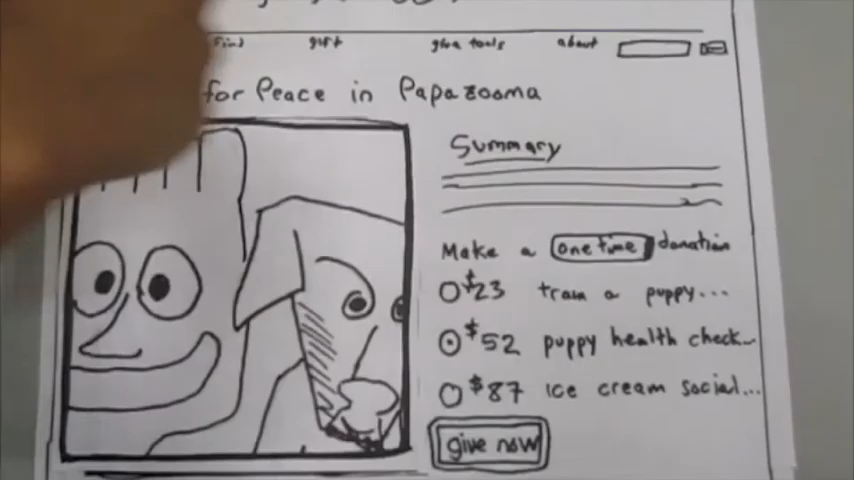 find gift give tools about
for Peace in Papazooma
Summary
Make a one time donation
$23 train a puppy...
$52 puppy health check...
$87 ice cream social...
give now